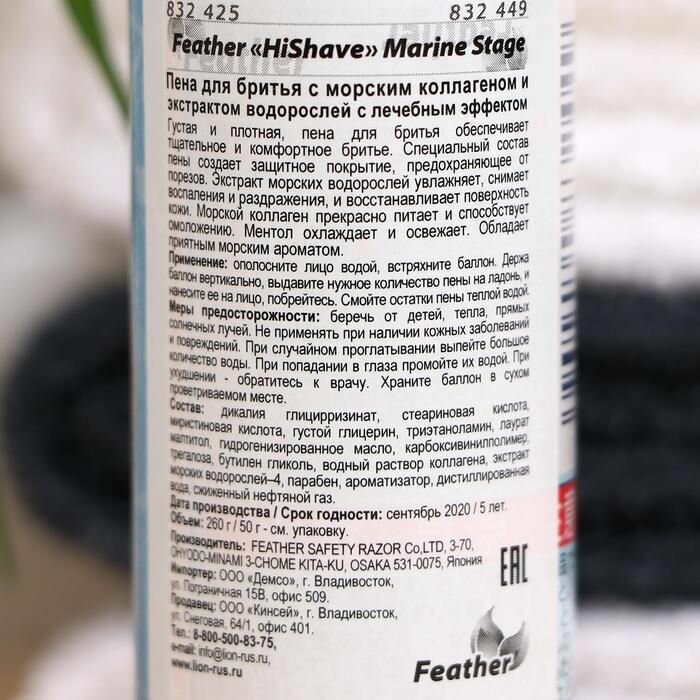 832 425 832 449
Feather «HiShave» Marine Stage
Пена для бритья с морским коллагеном и
экстрактом водорослей с лечебным эффектом
Густая и плотная, пена для бритья обеспечивает
тщательное и комфортное бритье. Специальный состав
пены создает защитное покрытие, предохраняющее от
порезов. Экстракт морских водорослей увлажняет, снимает
воспаления и раздражения, и восстанавливает поверхность
кожи. Морской коллаген прекрасно питает и способствует
омоложению. Ментол охлаждает и освежает. Обладает
приятным морским ароматом.
Применение: ополосните лицо водой, встряхните баллон. Держа
баллон вертикально, выдавите нужное количество пены на ладонь, и
нанесите ее на лицо, побрейтесь. Смойте остатки пены теплой водой.
Меры предосторожности: беречь от детей, тепла, прямых
солнечных лучей. Не применять при наличии кожных заболеваний
и повреждений. При случайном проглатывании выпейте большое
количество воды. При попадании в глаза промойте их водой. При
ухудшении - обратитесь к врачу. Храните баллон в сухом
проветриваемом месте.
Состав: дикалия глицирризинат, стеариновая кислота,
миристиновая кислота, густой глицерин, триэтаноламин, лаурат
малтитол, гидрогенизированное масло, карбоксивинилполимер,
трегалоза, бутилен гликоль, водный раствор коллагена, экстракт
морских водорослей–4, парабен, ароматизатор, дистиллированная
вода, сжиженный нефтяной газ.
Дата производства / Срок годности: сентябрь 2020 / 5 лет.
Объем: 260 г / 50 г - см. упаковку.
Производитель: FEATHER SAFETY RAZOR Co,LTD, 3-70,
OHYODO-MINAMI 3-CHOME KITA-KU, OSAKA 531-0075, Япония
EAC
Импортер: ООО «Демсо», г. Владивосток,
ул. Пограничная 15В, офис 509.
Продавец: ООО «Кинсей», г. Владивосток,
ул. Снеговая, 64/1, офис 401.
Тел.: 8-800-500-83-75,
e-mail: info@lion-rus.ru,
www.lion-rus.ru
Feather